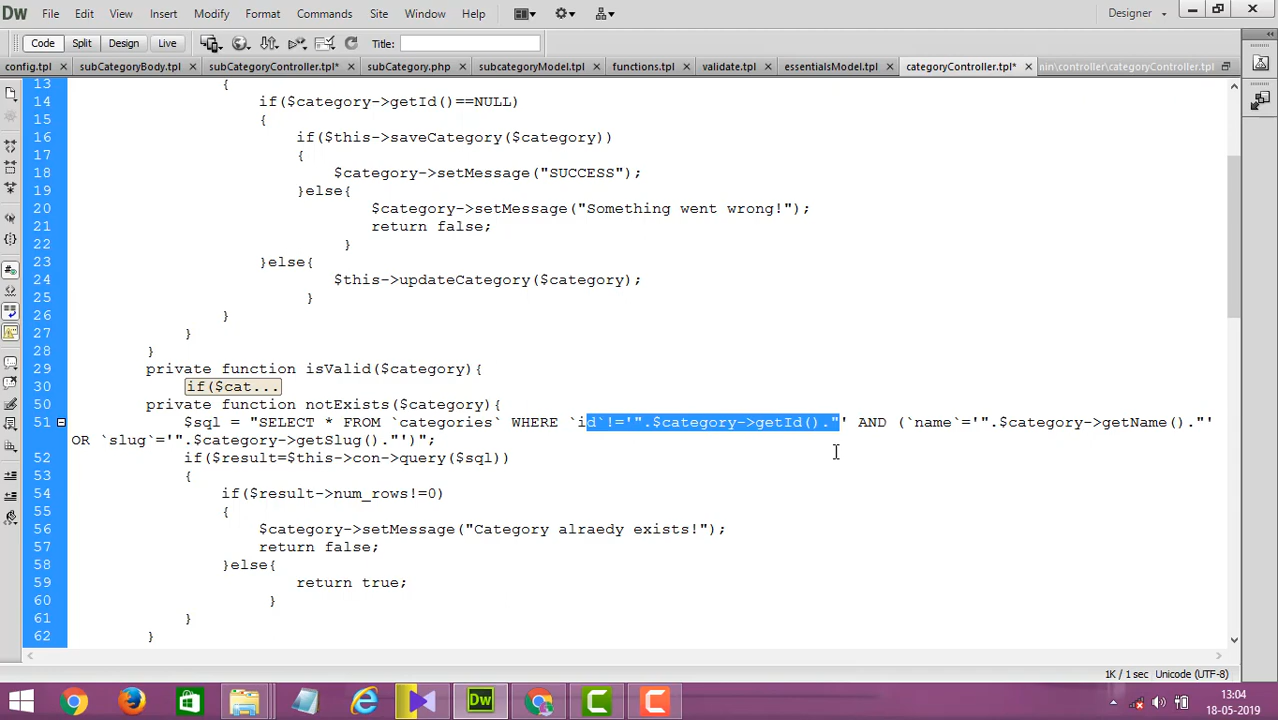 Dw File Edit View Insert Modify Format Commands Site Window Help Designer
Code Split Design Live Title:
config.tpl subCategoryBody.tpl subCategoryController.tpl* subCategory.php subcategoryModel.tpl functions.tpl validate.tpl essentialsModel.tpl categoryController.tpl* nin\controller\categoryController.tpl
13 {
14 if($category->getId()==NULL)
15 {
16 if($this->saveCategory($category))
17 {
18 $category->setMessage("SUCCESS");
19 }else{
20 $category->setMessage("Something went wrong!");
21 return false;
22 }
23 }else{
24 $this->updateCategory($category);
25 }
26 }
27 }
28 }
29 private function isValid($category){
30 if($cat...
50 private function notExists($category){
51 $sql = "SELECT * FROM `categories` WHERE `id`!='".$category->getId()."' AND (`name`='".$category->getName()."'
OR `slug`='".$category->getSlug()."')";
52 if($result=$this->con->query($sql))
53 {
54 if($result->num_rows!=0)
55 {
56 $category->setMessage("Category alraedy exists!");
57 return false;
58 }else{
59 return true;
60 }
61 }
62 }
1K / 1 sec Unicode (UTF-8)
Dw 13:04
18-05-2019